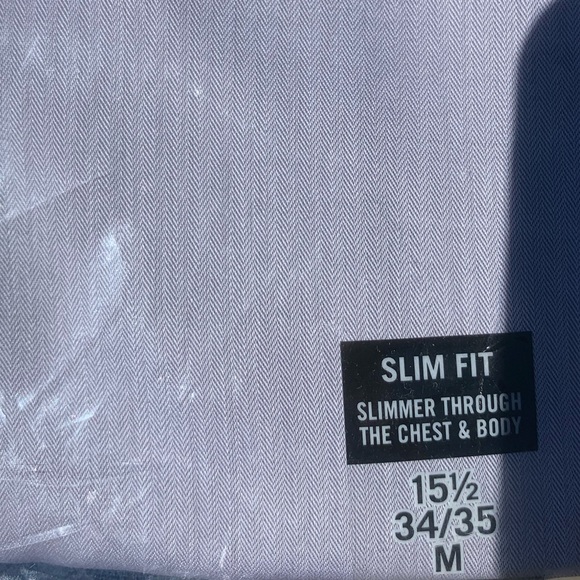 SLIM FIT
SLIMMER THROUGH
THE CHEST & BODY
15½
34/35
M